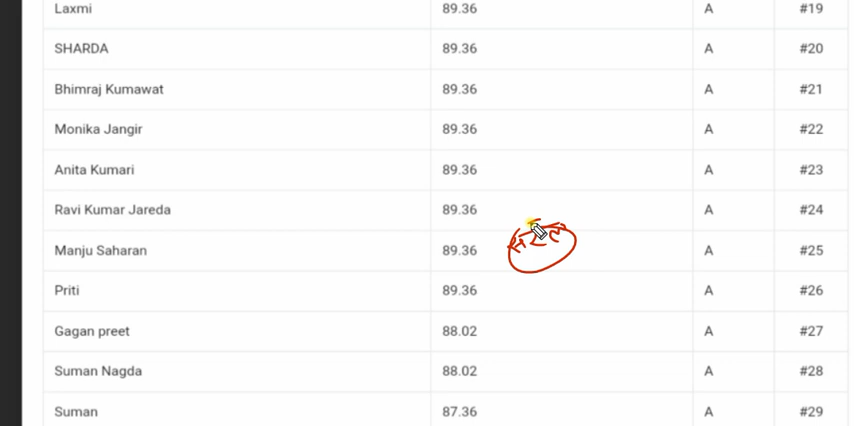 Laxmi 89.36 A #19
SHARDA 89.36 A #20
Bhimraj Kumawat 89.36 A #21
Monika Jangir 89.36 A #22
Anita Kumari 89.36 A #23
Ravi Kumar Jareda 89.36 A #24
Manju Saharan 89.36 A #25
Priti 89.36 A #26
Gagan preet 88.02 A #27
Suman Nagda 88.02 A #28
Suman 87.36 A #29